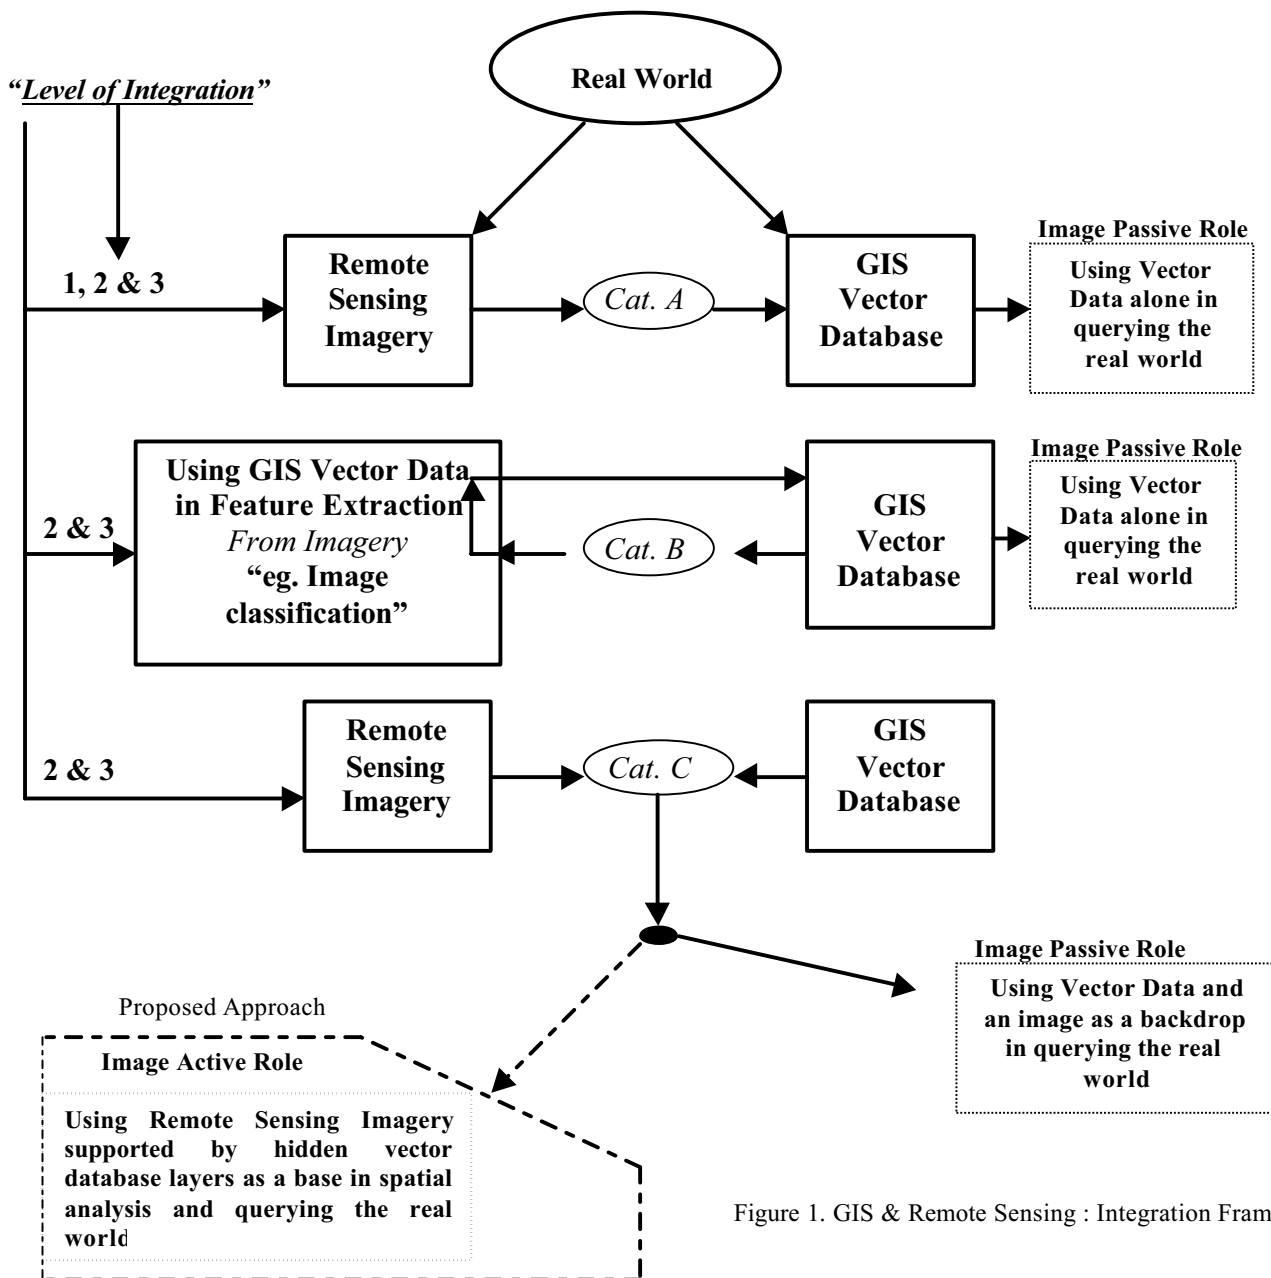 Real World
“Level of Integration”
Image Passive Role
1, 2 & 3
Remote
Sensing
Imagery
Cat. A
GIS
Vector
Database
Using Vector
Data alone in
querying the
real world
Image Passive Role
2 & 3
Using GIS Vector Data
in Feature Extraction
From Imagery
“eg. Image
classification”
Cat. B
GIS
Vector
Database
Using Vector
Data alone in
querying the
real world
2 & 3
Remote
Sensing
Imagery
Cat. C
GIS
Vector
Database
Image Passive Role
Using Vector Data and
an image as a backdrop
in querying the real
world
Proposed Approach
Image Active Role
Using Remote Sensing Imagery
supported by hidden vector
database layers as a base in spatial
analysis and querying the real
world
Figure 1. GIS & Remote Sensing : Integration Fram